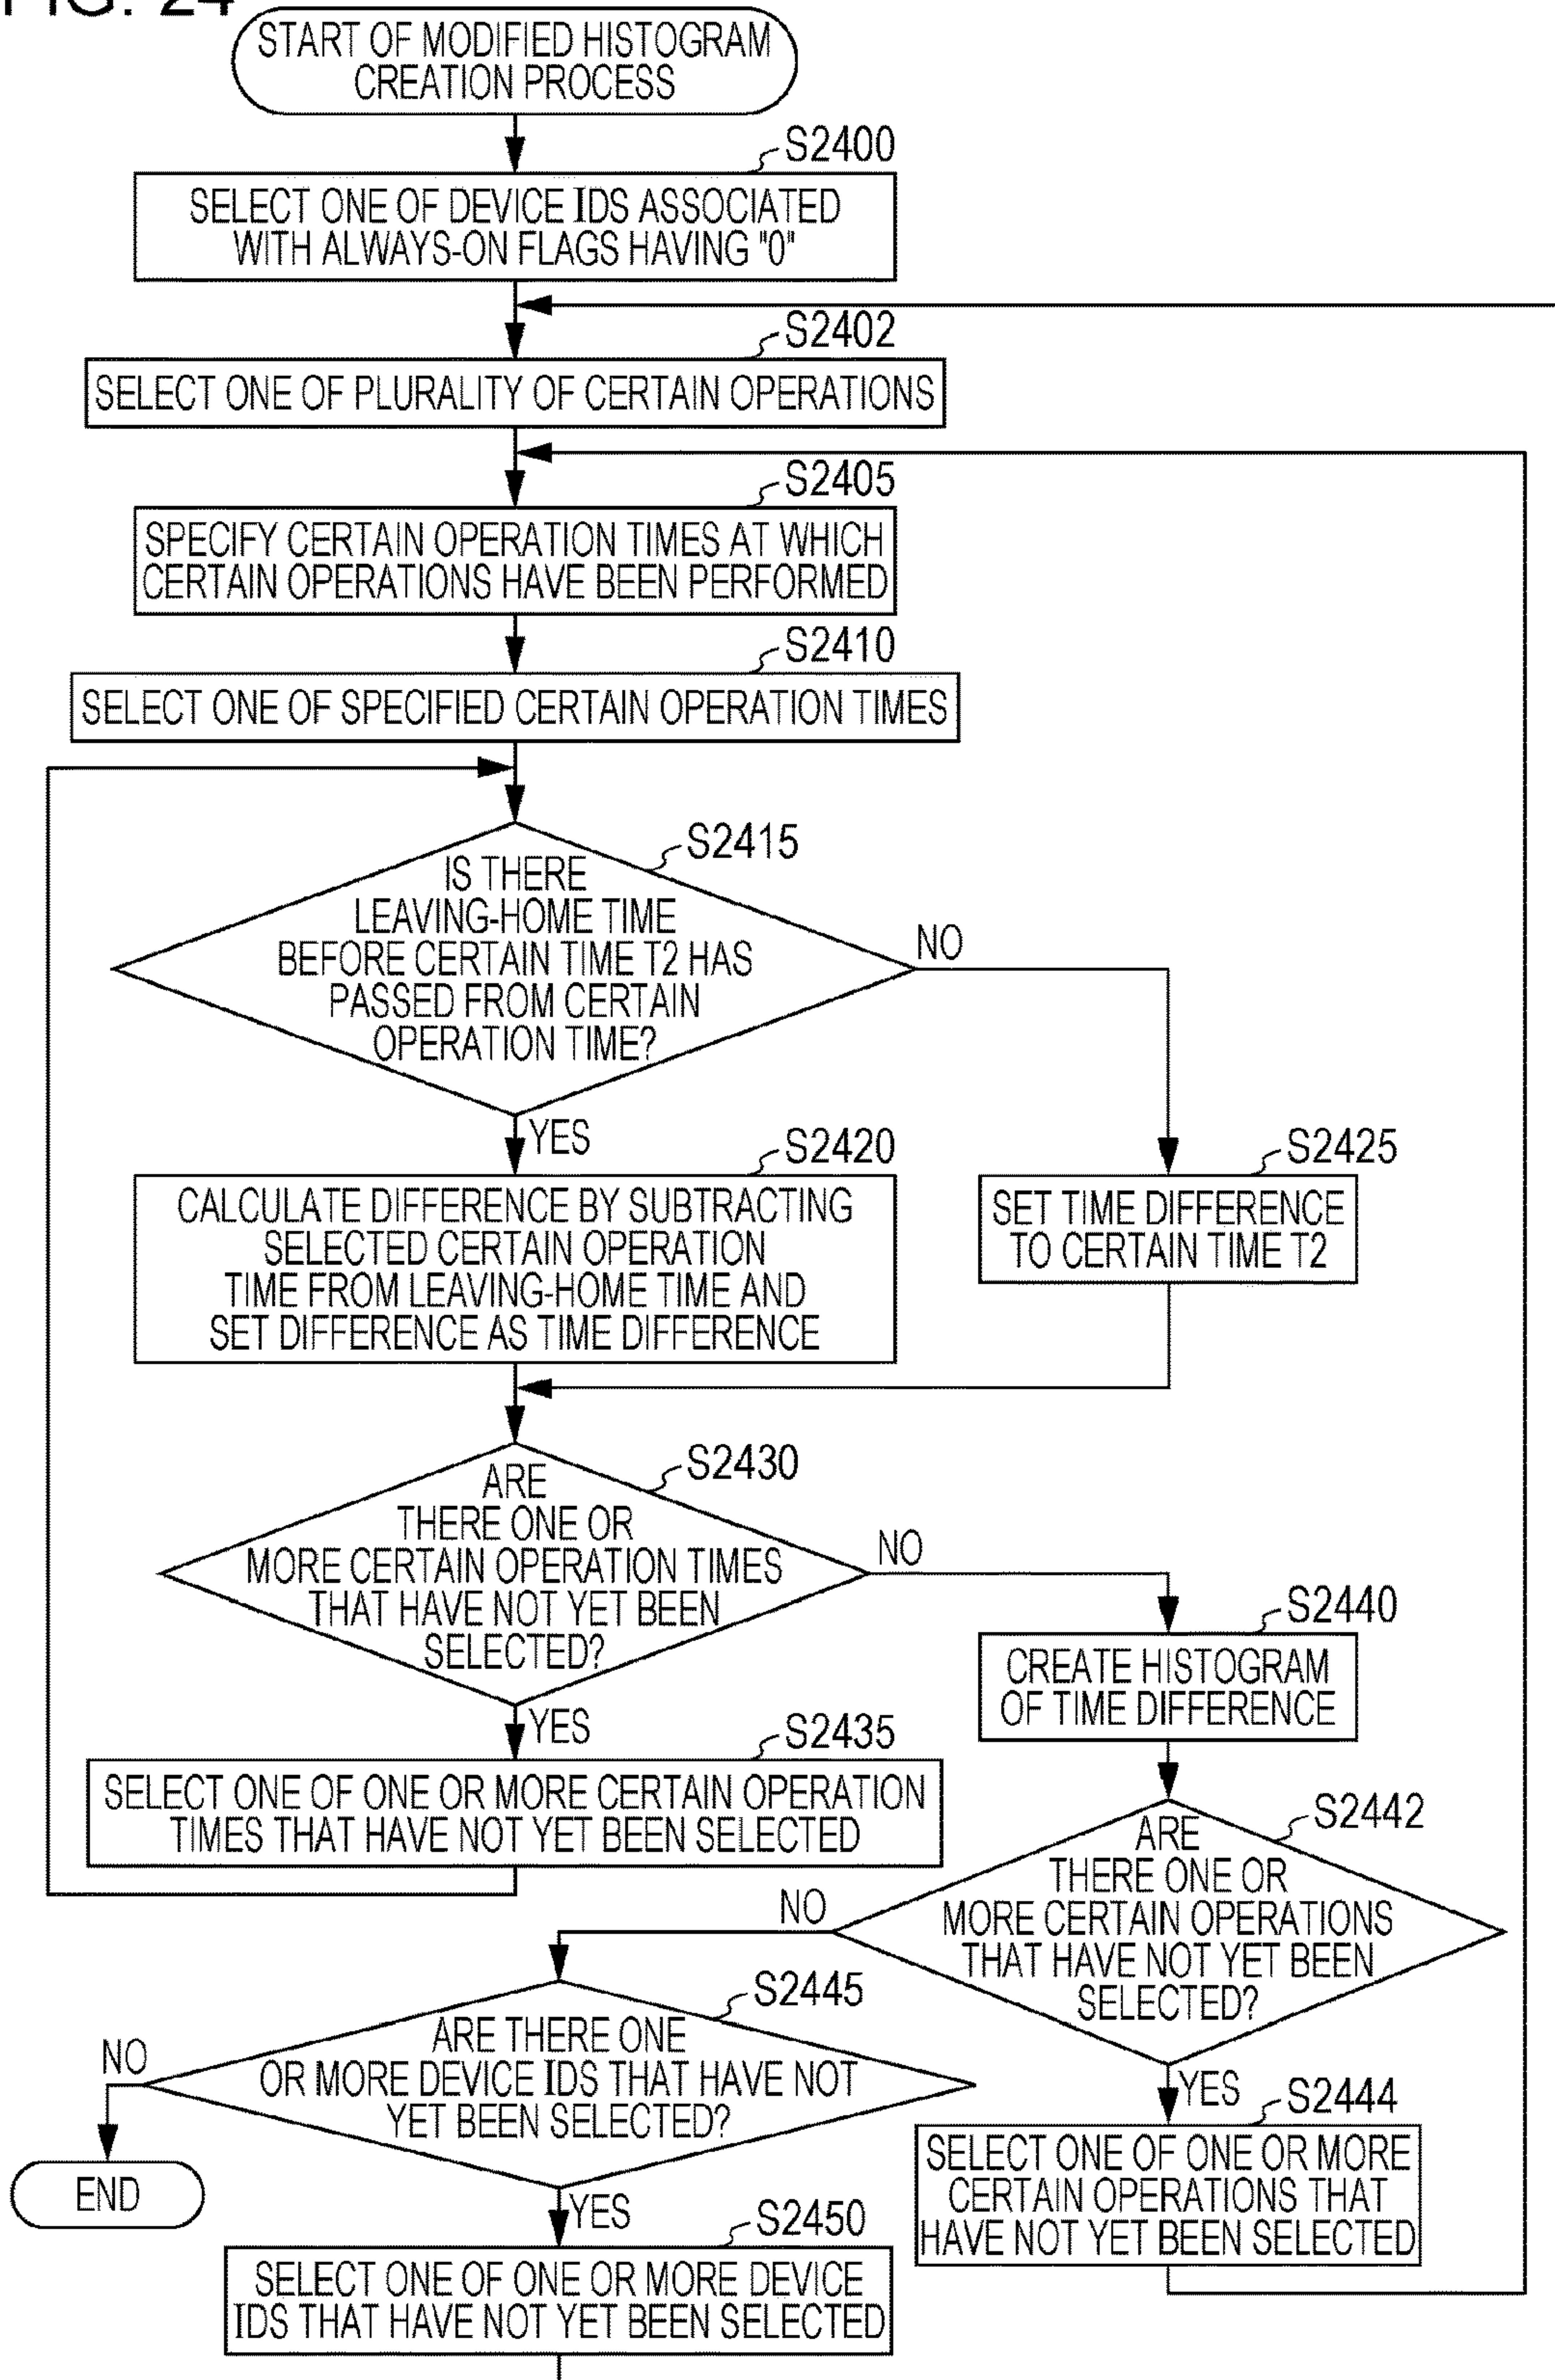 FIG. 24
START OF MODIFIED HISTOGRAM
CREATION PROCESS
S2400
SELECT ONE OF DEVICE IDS ASSOCIATED
WITH ALWAYS-ON FLAGS HAVING "0"
S2402
SELECT ONE OF PLURALITY OF CERTAIN OPERATIONS
S2405
SPECIFY CERTAIN OPERATION TIMES AT WHICH
CERTAIN OPERATIONS HAVE BEEN PERFORMED
S2410
SELECT ONE OF SPECIFIED CERTAIN OPERATION TIMES
S2415
IS THERE
LEAVING-HOME TIME
BEFORE CERTAIN TIME T2 HAS
PASSED FROM CERTAIN
OPERATION TIME?
NO
YES
S2420
CALCULATE DIFFERENCE BY SUBTRACTING
SELECTED CERTAIN OPERATION
TIME FROM LEAVING-HOME TIME AND
SET DIFFERENCE AS TIME DIFFERENCE
S2425
SET TIME DIFFERENCE
TO CERTAIN TIME T2
S2430
ARE
THERE ONE OR
MORE CERTAIN OPERATION TIMES
THAT HAVE NOT YET BEEN
SELECTED?
NO
YES
S2435
SELECT ONE OF ONE OR MORE CERTAIN OPERATION
TIMES THAT HAVE NOT YET BEEN SELECTED
S2440
CREATE HISTOGRAM
OF TIME DIFFERENCE
S2442
ARE
THERE ONE OR
MORE CERTAIN OPERATIONS
THAT HAVE NOT YET BEEN
SELECTED?
NO
YES
S2444
SELECT ONE OF ONE OR MORE
CERTAIN OPERATIONS THAT
HAVE NOT YET BEEN SELECTED
S2445
ARE THERE ONE
OR MORE DEVICE IDS THAT HAVE NOT
YET BEEN SELECTED?
NO
END
YES
S2450
SELECT ONE OF ONE OR MORE DEVICE
IDS THAT HAVE NOT YET BEEN SELECTED